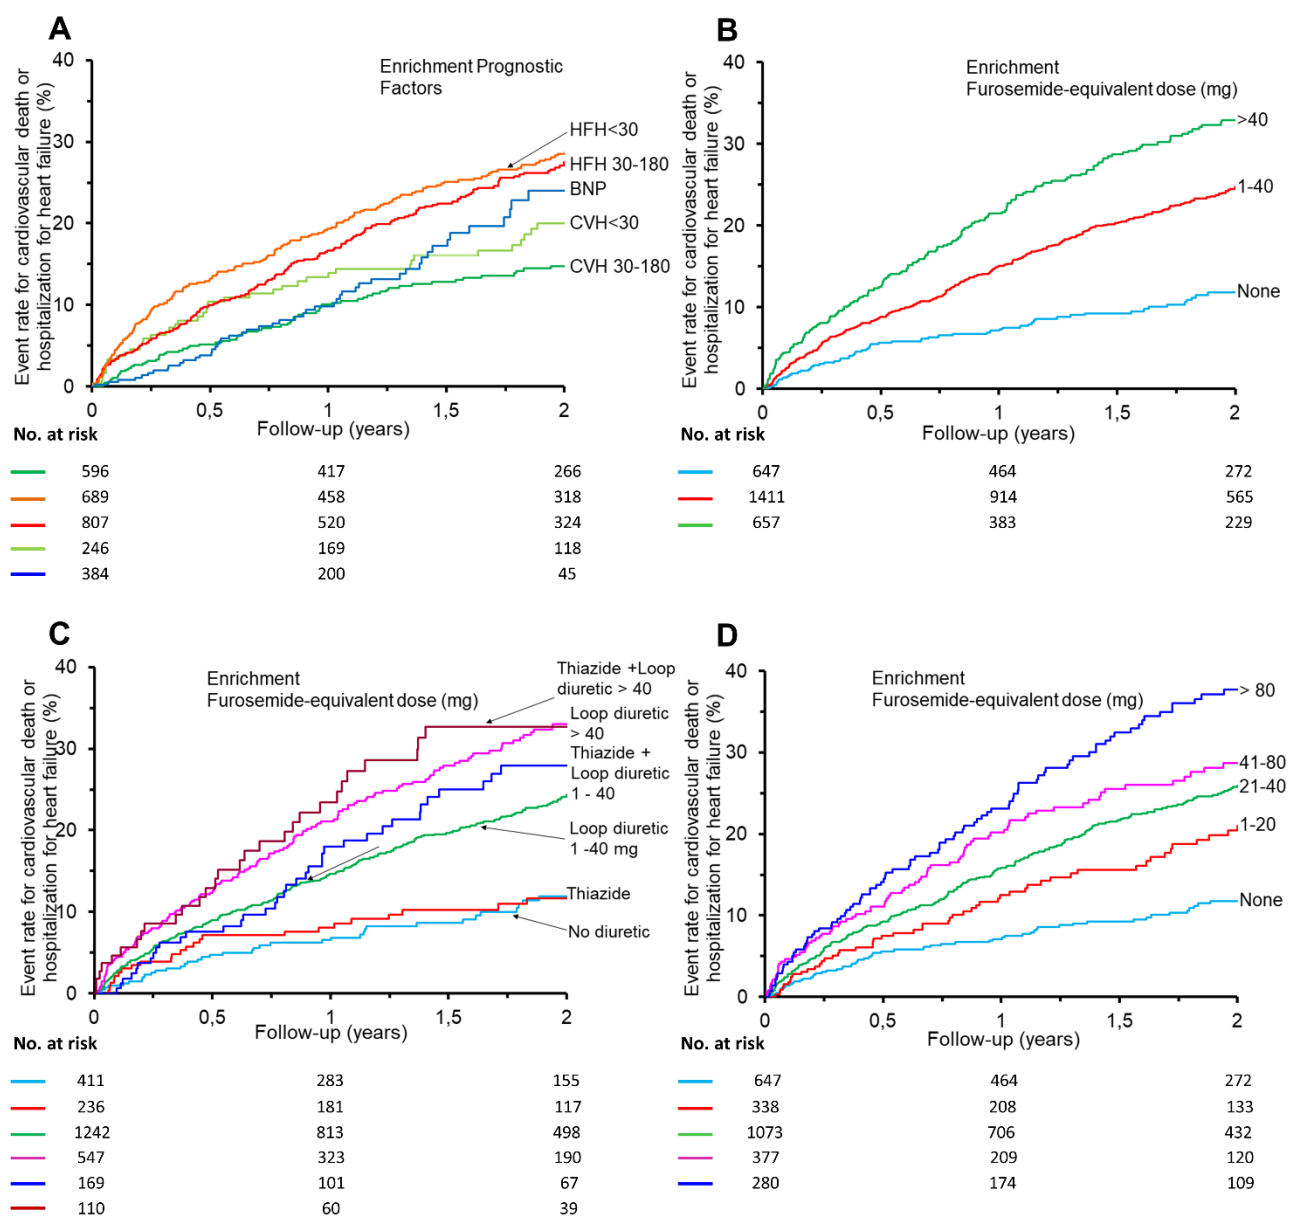 A
Event rate for cardiovascular death or
hospitalization for heart failure (%)
40
30
20
10
0
Enrichment Prognostic
Factors
HFH<30
HFH 30-180
BNP
CVH<30
CVH 30-180
0 0,5 1 1,5 2
Follow-up (years)
No. at risk
596 417 266
689 458 318
807 520 324
246 169 118
384 200 45
B
Event rate for cardiovascular death or
hospitalization for heart failure (%)
40
30
20
10
0
Enrichment
Furosemide-equivalent dose (mg)
>40
1-40
None
0 0,5 1 1,5 2
Follow-up (years)
No. at risk
647 464 272
1411 914 565
657 383 229
C
Event rate for cardiovascular death or
hospitalization for heart failure (%)
40
30
20
10
0
Enrichment
Furosemide-equivalent dose (mg)
Thiazide +Loop
diuretic > 40
Loop diuretic
> 40
Thiazide +
Loop diuretic
1 - 40
Loop diuretic
1 -40 mg
Thiazide
No diuretic
0 0,5 1 1,5 2
Follow-up (years)
No. at risk
411 283 155
236 181 117
1242 813 498
547 323 190
169 101 67
110 60 39
D
Event rate for cardiovascular death or
hospitalization for heart failure (%)
40
30
20
10
0
Enrichment
Furosemide-equivalent dose (mg)
> 80
41-80
21-40
1-20
None
0 0,5 1 1,5 2
Follow-up (years)
No. at risk
647 464 272
338 208 133
1073 706 432
377 209 120
280 174 109